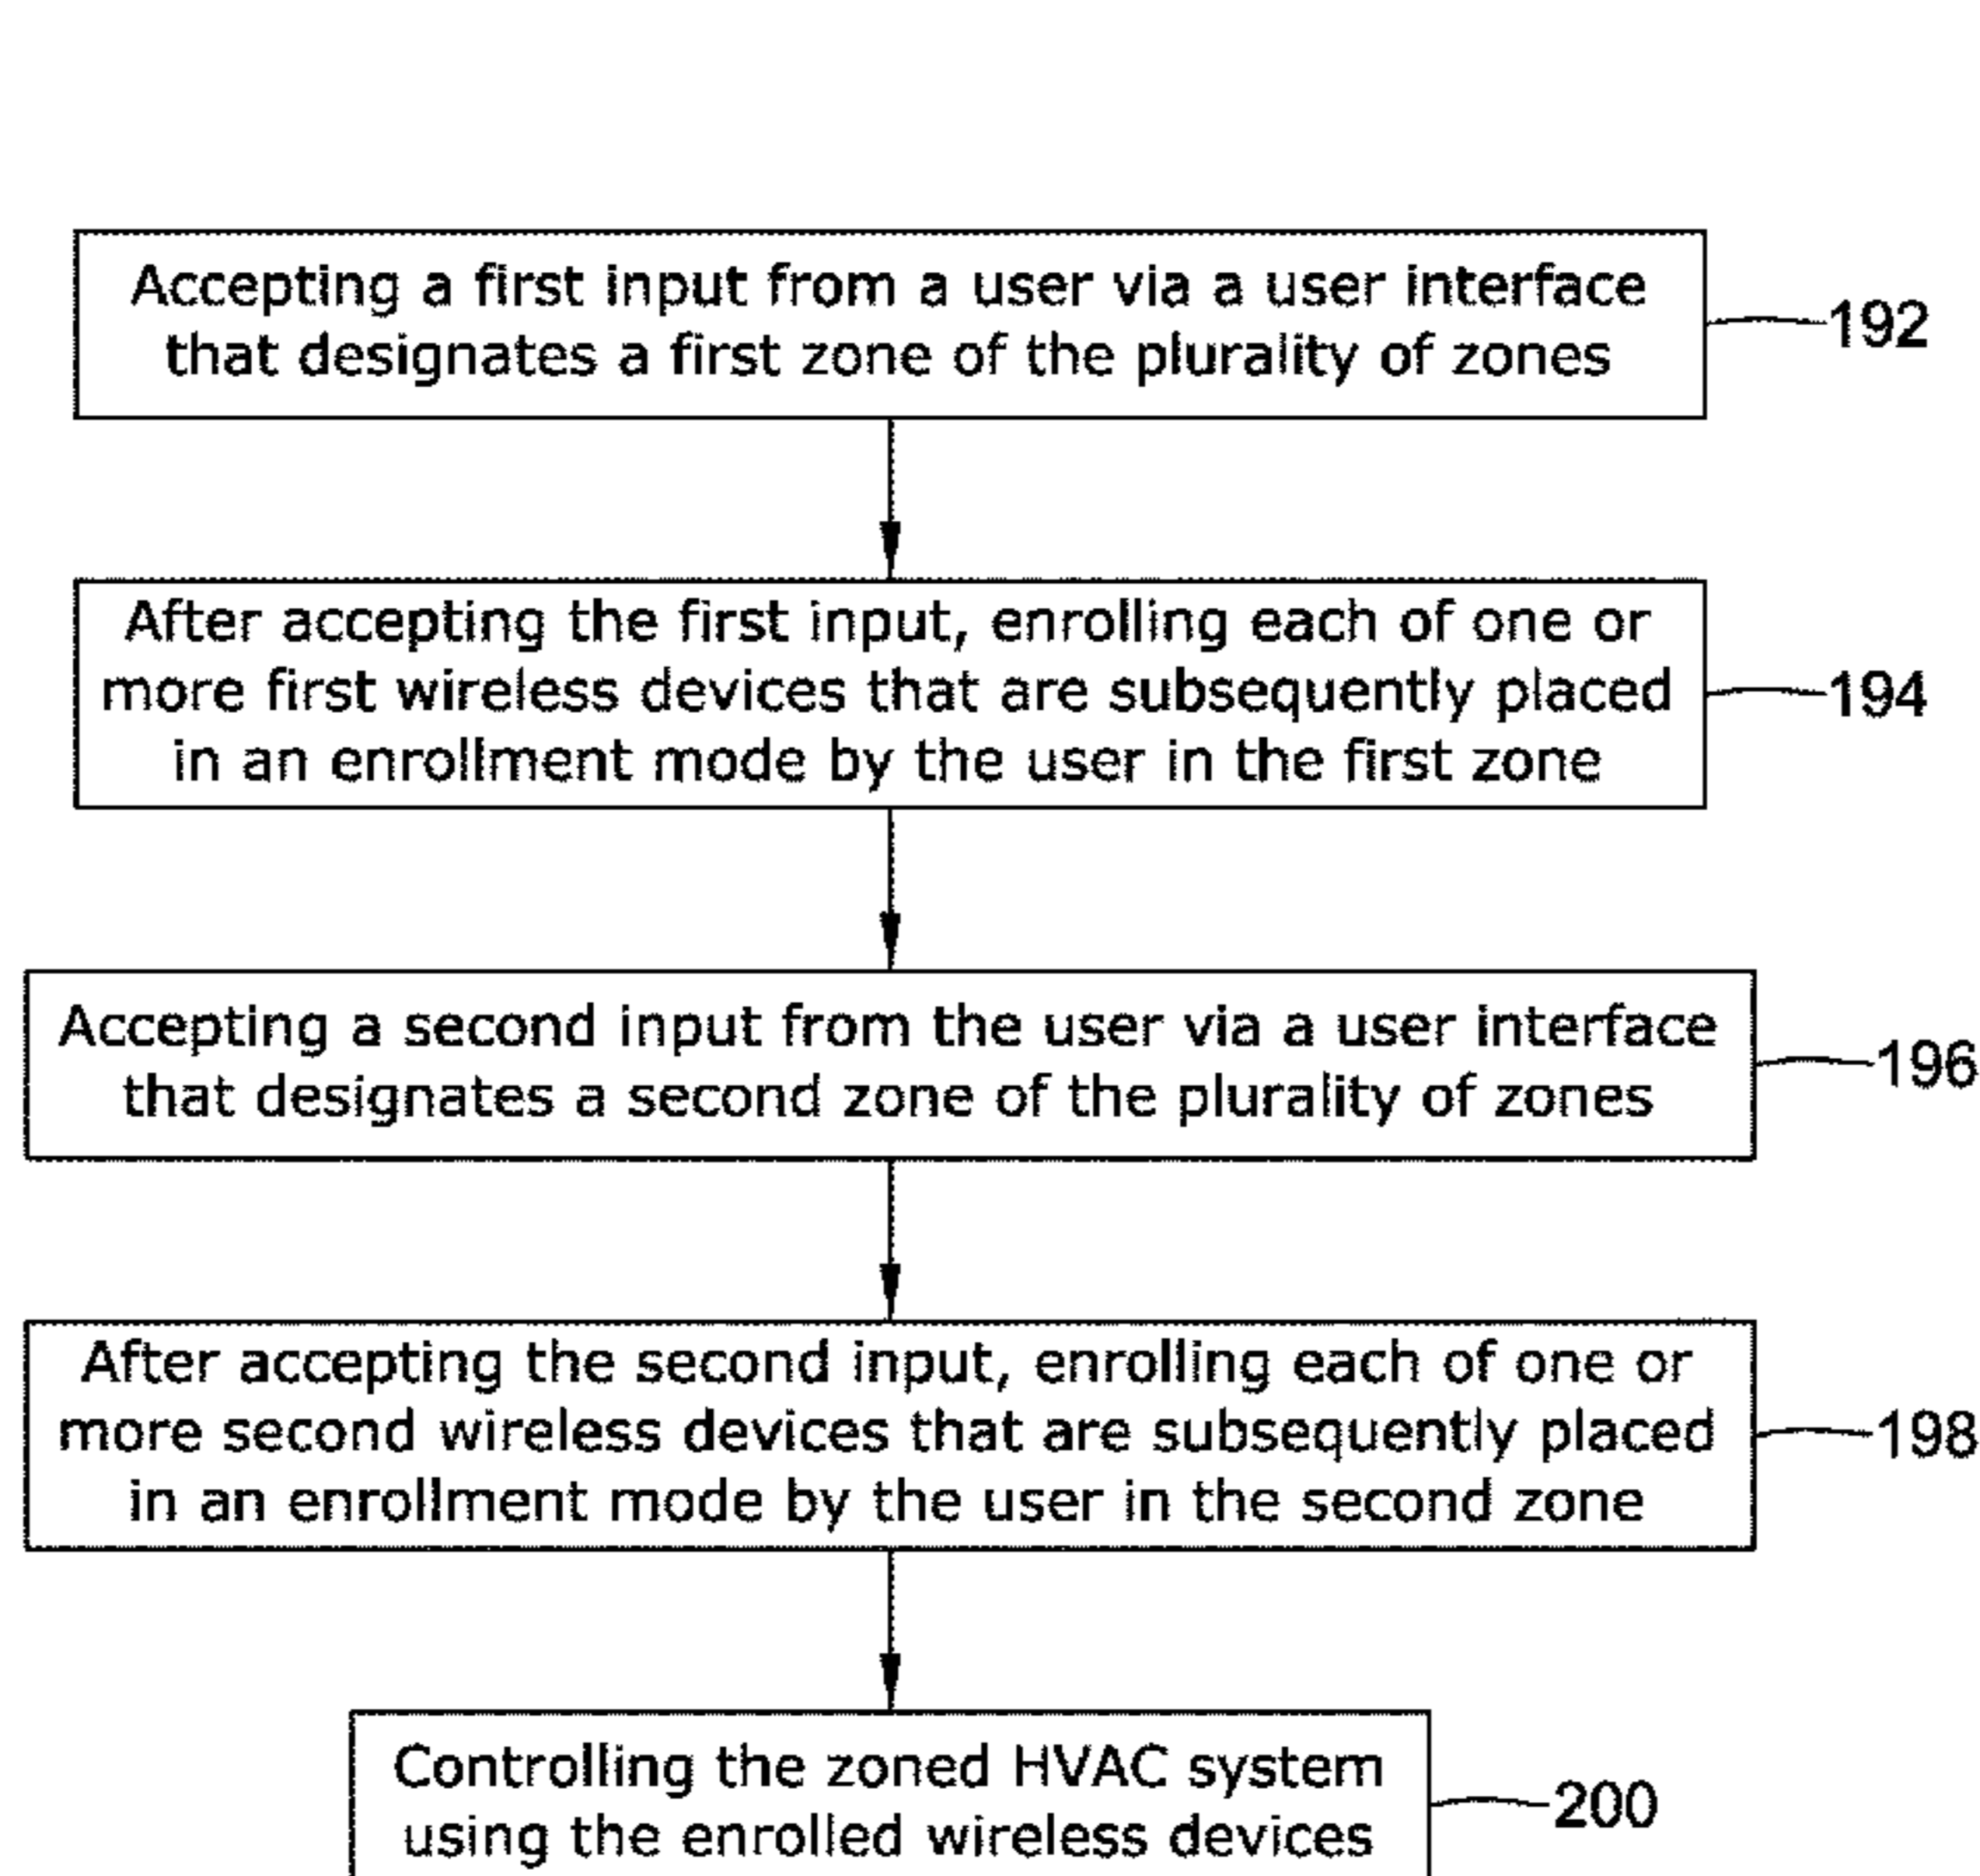 Accepting a first input from a user via a user interface
that designates a first zone of the plurality of zones
192
After accepting the first input, enrolling each of one or
more first wireless devices that are subsequently placed
in an enrollment mode by the user in the first zone
194
Accepting a second input from the user via a user interface
that designates a second zone of the plurality of zones
196
After accepting the second input, enrolling each of one or
more second wireless devices that are subsequently placed
in an enrollment mode by the user in the second zone
198
Controlling the zoned HVAC system
using the enrolled wireless devices
200